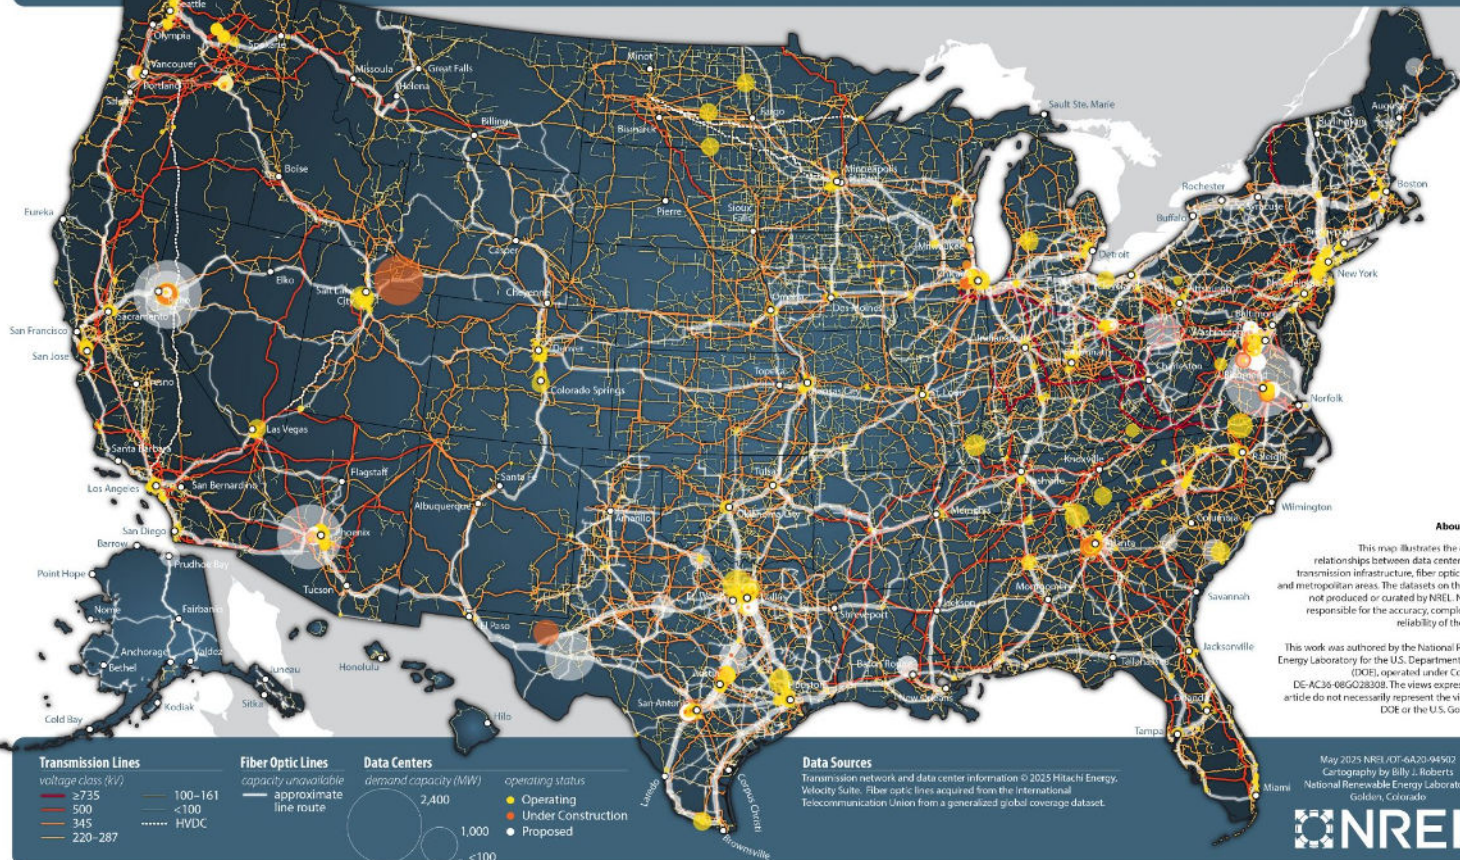 Seattle
Olympia
Spokane
Vancouver
Portland
Missoula
Great Falls
Helena
Billings
Minot
Bismarck
Fargo
Sault Ste. Marie
Boise
Pierre
Sioux
Falls
Minneapolis
Milwaukee
Detroit
Rochester
Buffalo
Boston
New York
Eureka
Elko
Salt Lake
City
Casper
Cheyenne
Omaha
Des Moines
Pittsburgh
Baltimore
Washington
Sacramento
San Francisco
San Jose
Fresno
Denver
Colorado Springs
Topeka
Charleston
Norfolk
Las Vegas
Santa Barbara
Los Angeles
San Bernardino
Flagstaff
Santa Fe
Albuquerque
Amarillo
Tulsa
Oklahoma City
Memphis
Knoxville
Raleigh
Wilmington
Columbia
San Diego
Phoenix
Tucson
El Paso
Shreveport
Jackson
Montgomery
Savannah
Jacksonville
Tallahassee
Baton Rouge
New Orleans
Houston
San Antonio
Laredo
Corpus Christi
Brownsville
Orlando
Tampa
Miami
Barrow
Prudhoe Bay
Point Hope
Nome
Fairbanks
Anchorage
Valdez
Bethel
Juneau
Sitka
Kodiak
Cold Bay
Honolulu
Hilo
Abou
This map illustrates the
relationships between data center
transmission infrastructure, fiber optic
and metropolitan areas. The datasets on th
not produced or curated by NREL. N
responsible for the accuracy, comple
reliability of the
This work was authored by the National R
Energy Laboratory for the U.S. Department
(DOE), operated under Co
DE-AC36-08GO28308. The views expres
article do not necessarily represent the vi
DOE or the U.S. Go
Transmission Lines
voltage class (kV)
≥735
500
345
220–287
100–161
<100
HVDC
Fiber Optic Lines
capacity unavailable
approximate
line route
Data Centers
demand capacity (MW)
2,400
1,000
<100
operating status
Operating
Under Construction
Proposed
Data Sources
Transmission network and data center information © 2025 Hitachi Energy,
Velocity Suite. Fiber optic lines acquired from the International
Telecommunication Union from a generalized global coverage dataset.
May 2025 NREL/OT-6A20-94502
Cartography by Billy J. Roberts
National Renewable Energy Laborato
Golden, Colorado
NREL